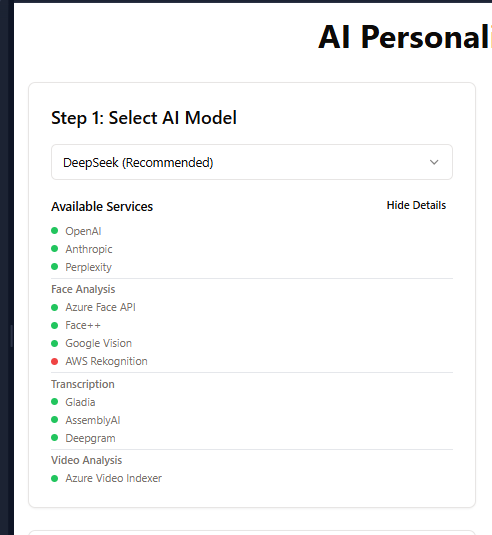 AI Personal
Step 1: Select AI Model
DeepSeek (Recommended)
Available Services
Hide Details
OpenAI
Anthropic
Perplexity
Face Analysis
Azure Face API
Face++
Google Vision
AWS Rekognition
Transcription
Gladia
AssemblyAI
Deepgram
Video Analysis
Azure Video Indexer